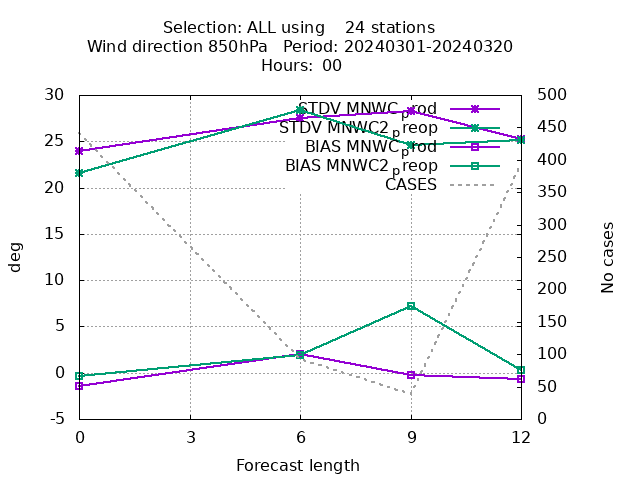 Selection: ALL using    24 stations
Wind direction 850hPa   Period: 20240301-20240320
Hours: 00
STDV MNWC_prod
STDV MNWC2_preop
BIAS MNWC_prod
BIAS MNWC2_preop
CASES
30
25
20
15
10
5
0
-5
deg
500
450
400
350
300
250
200
150
100
50
0
No cases
0 3 6 9 12
Forecast length